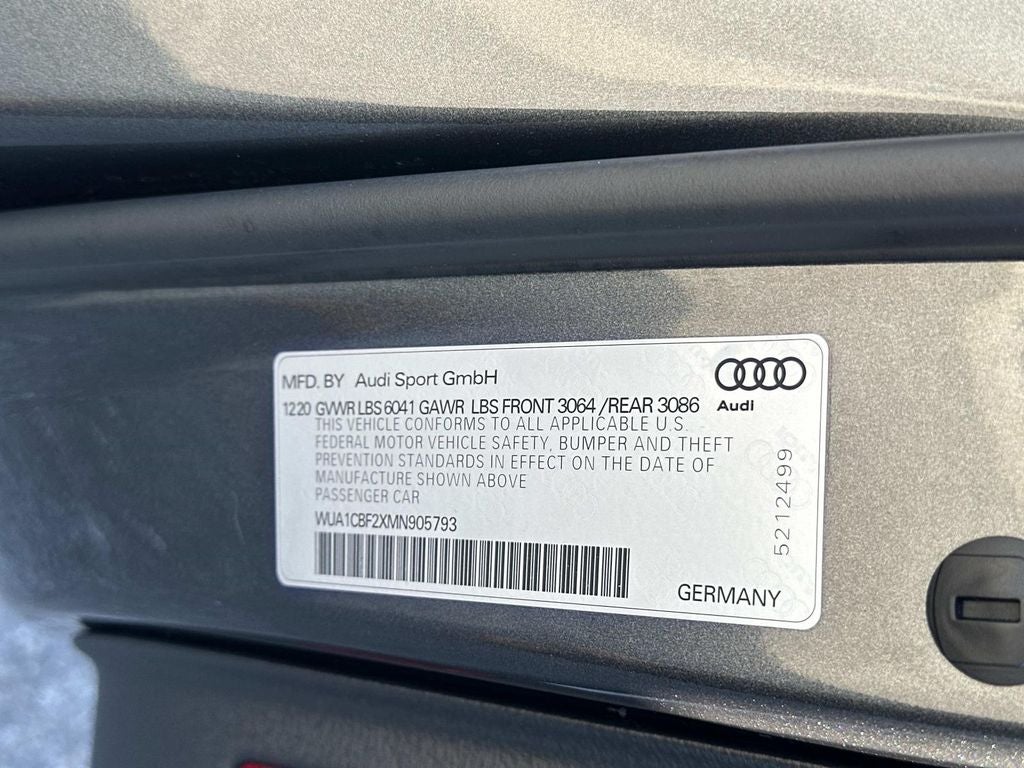 MFD. BY Audi Sport GmbH
1220 GVWR LBS 6041 GAWR LBS FRONT 3064 /REAR 3086
Audi
THIS VEHICLE CONFORMS TO ALL APPLICABLE U.S.
FEDERAL MOTOR VEHICLE SAFETY, BUMPER AND THEFT
PREVENTION STANDARDS IN EFFECT ON THE DATE OF
MANUFACTURE SHOWN ABOVE
PASSENGER CAR
WUA1CBF2XMN905793
5212499
GERMANY